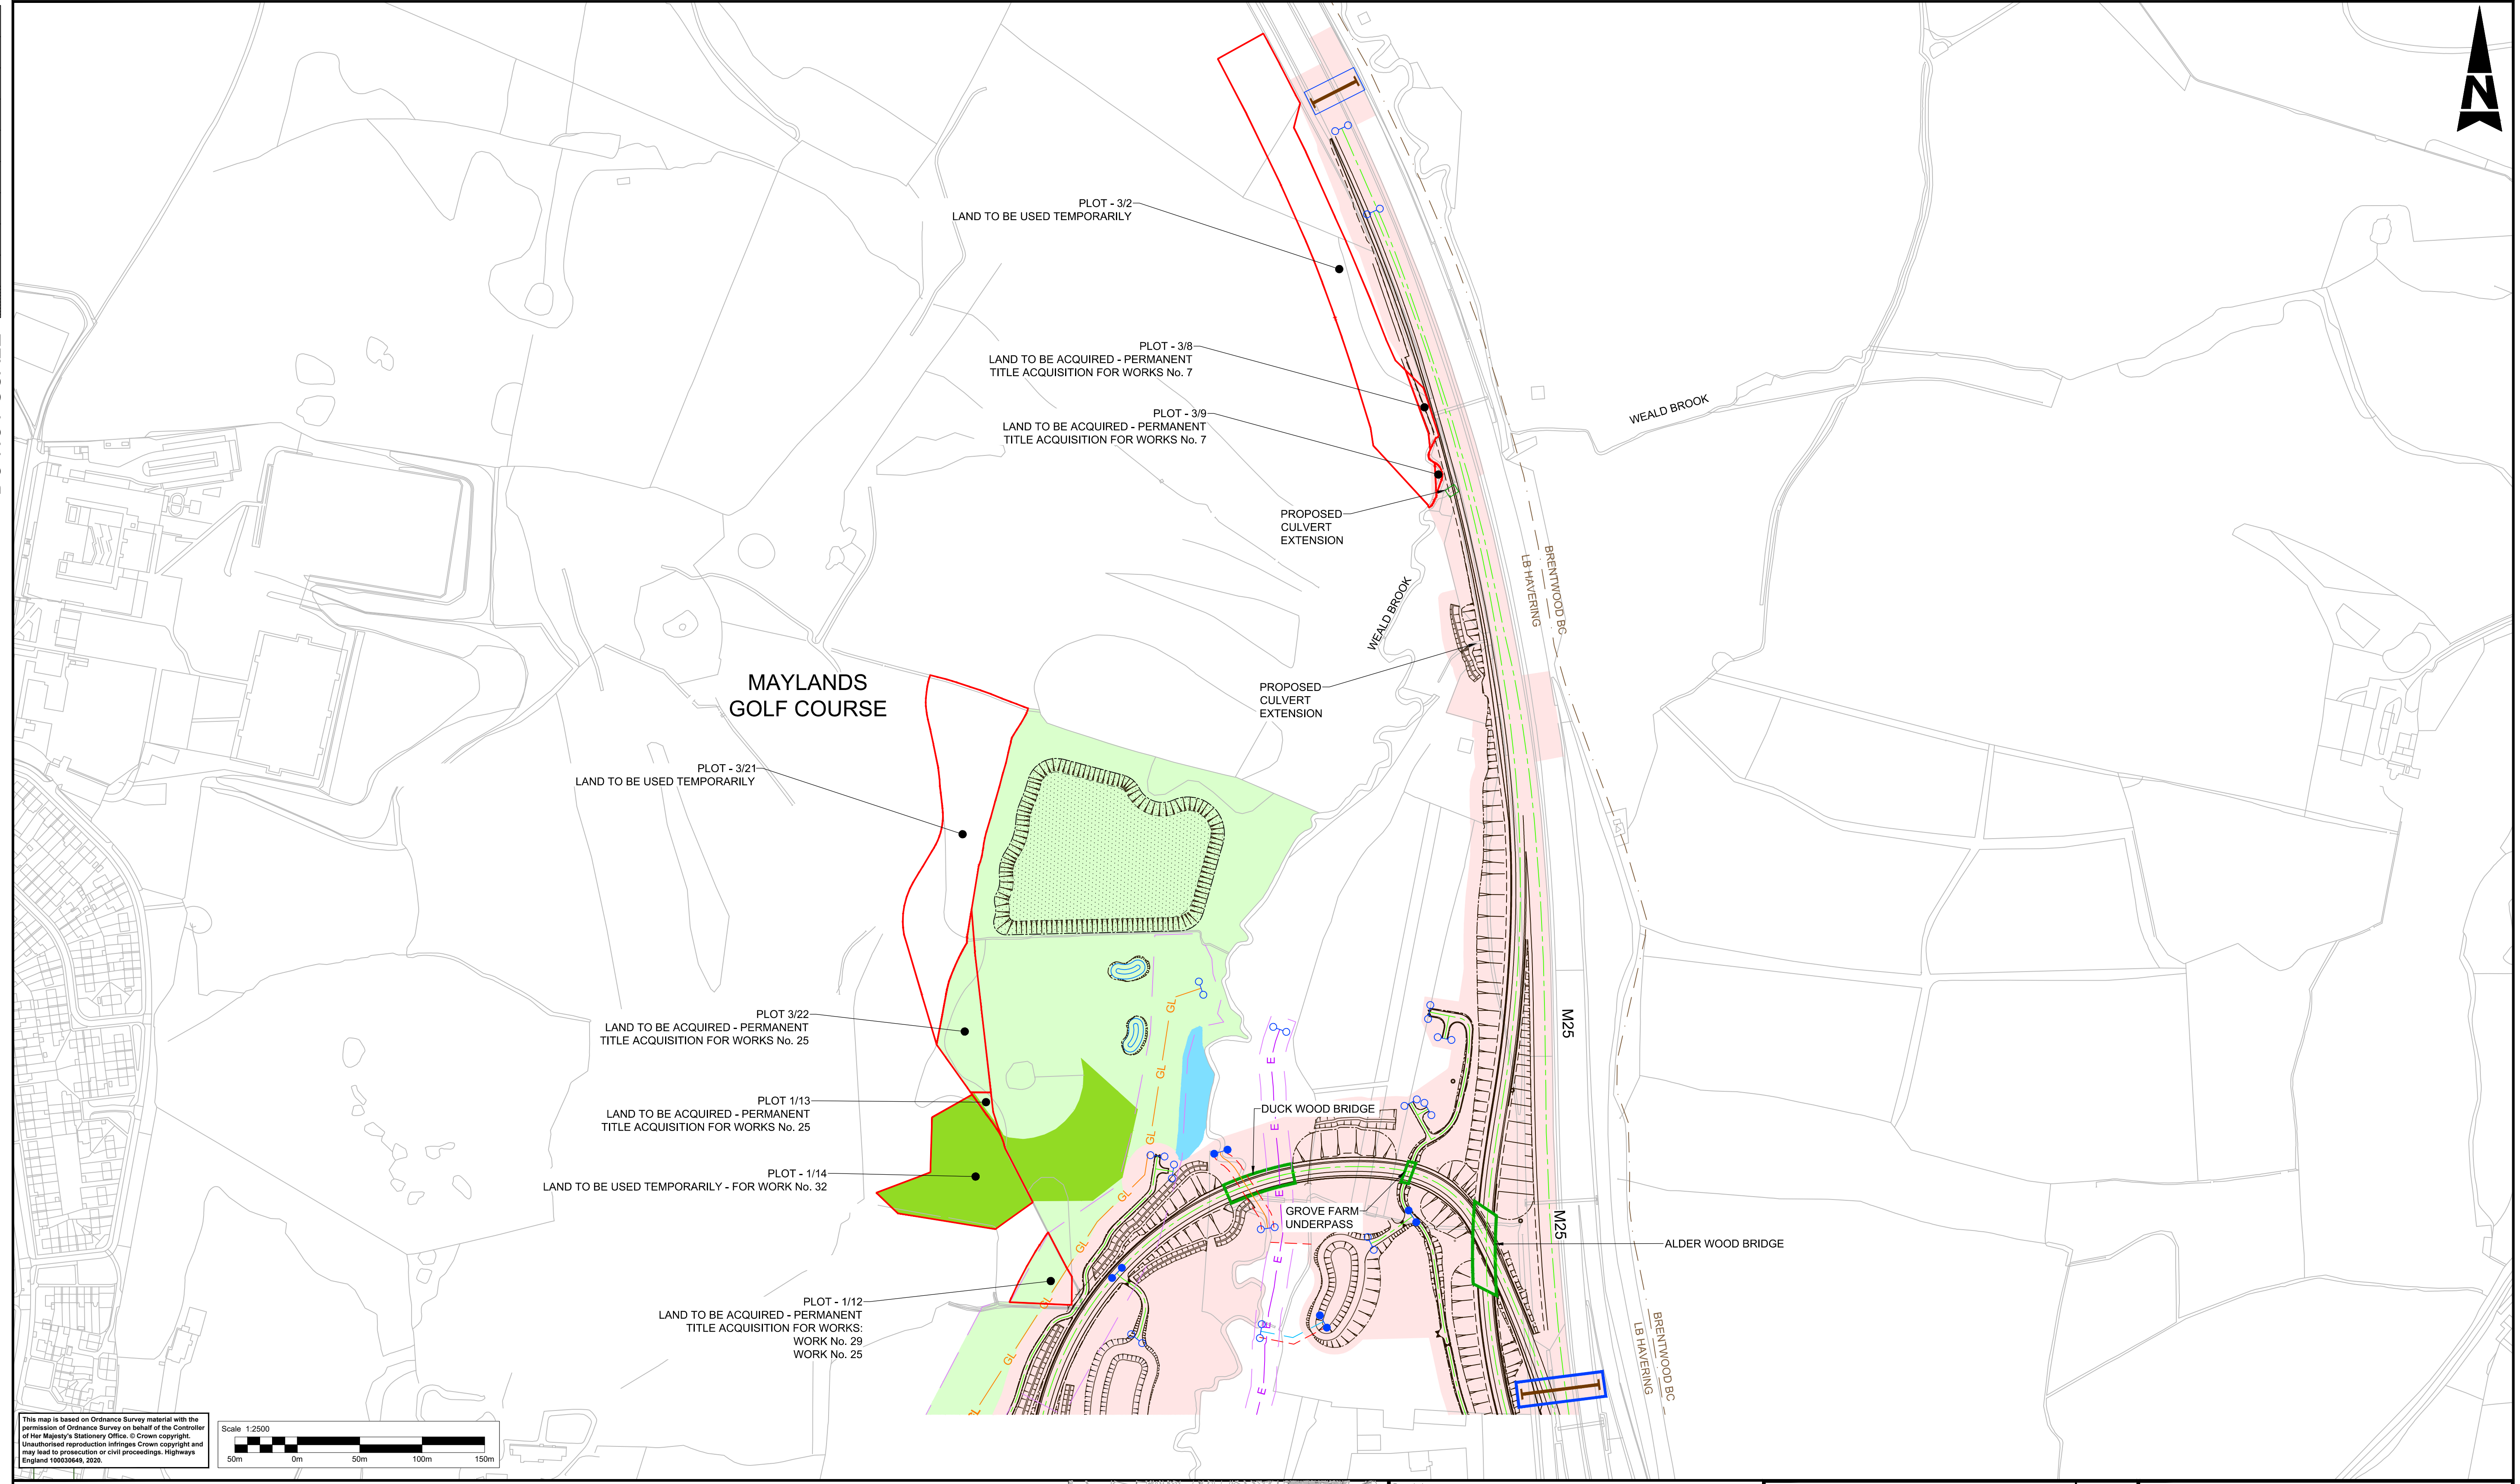 N
PLOT - 3/2
LAND TO BE USED TEMPORARILY
PLOT - 3/8
LAND TO BE ACQUIRED - PERMANENT
TITLE ACQUISITION FOR WORKS No. 7
PLOT - 3/9
LAND TO BE ACQUIRED - PERMANENT
TITLE ACQUISITION FOR WORKS No. 7
WEALD BROOK
PROPOSED
CULVERT
EXTENSION
BRENTWOOD BC
LB HAVERING
WEALD BROOK
PROPOSED
CULVERT
EXTENSION
MAYLANDS
GOLF COURSE
PLOT - 3/21
LAND TO BE USED TEMPORARILY
PLOT 3/22
LAND TO BE ACQUIRED - PERMANENT
TITLE ACQUISITION FOR WORKS No. 25
GL
GL
GL
GL
GL
GL
GL
GL
M25
PLOT 1/13
LAND TO BE ACQUIRED - PERMANENT
TITLE ACQUISITION FOR WORKS No. 25
DUCK WOOD BRIDGE
E
E
E
E
E
E
E
E
PLOT - 1/14
LAND TO BE USED TEMPORARILY - FOR WORK No. 32
GROVE FARM
UNDERPASS
M25
ALDER WOOD BRIDGE
PLOT - 1/12
LAND TO BE ACQUIRED - PERMANENT
TITLE ACQUISITION FOR WORKS:
WORK No. 29
WORK No. 25
BRENTWOOD BC
LB HAVERING
This map is based on Ordnance Survey material with the
permission of Ordnance Survey on behalf of the Controller
of Her Majesty's Stationery Office. © Crown copyright.
Unauthorised reproduction infringes Crown copyright and
may lead to prosecution or civil proceedings. Highways
England 100030649, 2020.
Scale 1:2500
50m 0m 50m 100m 150m